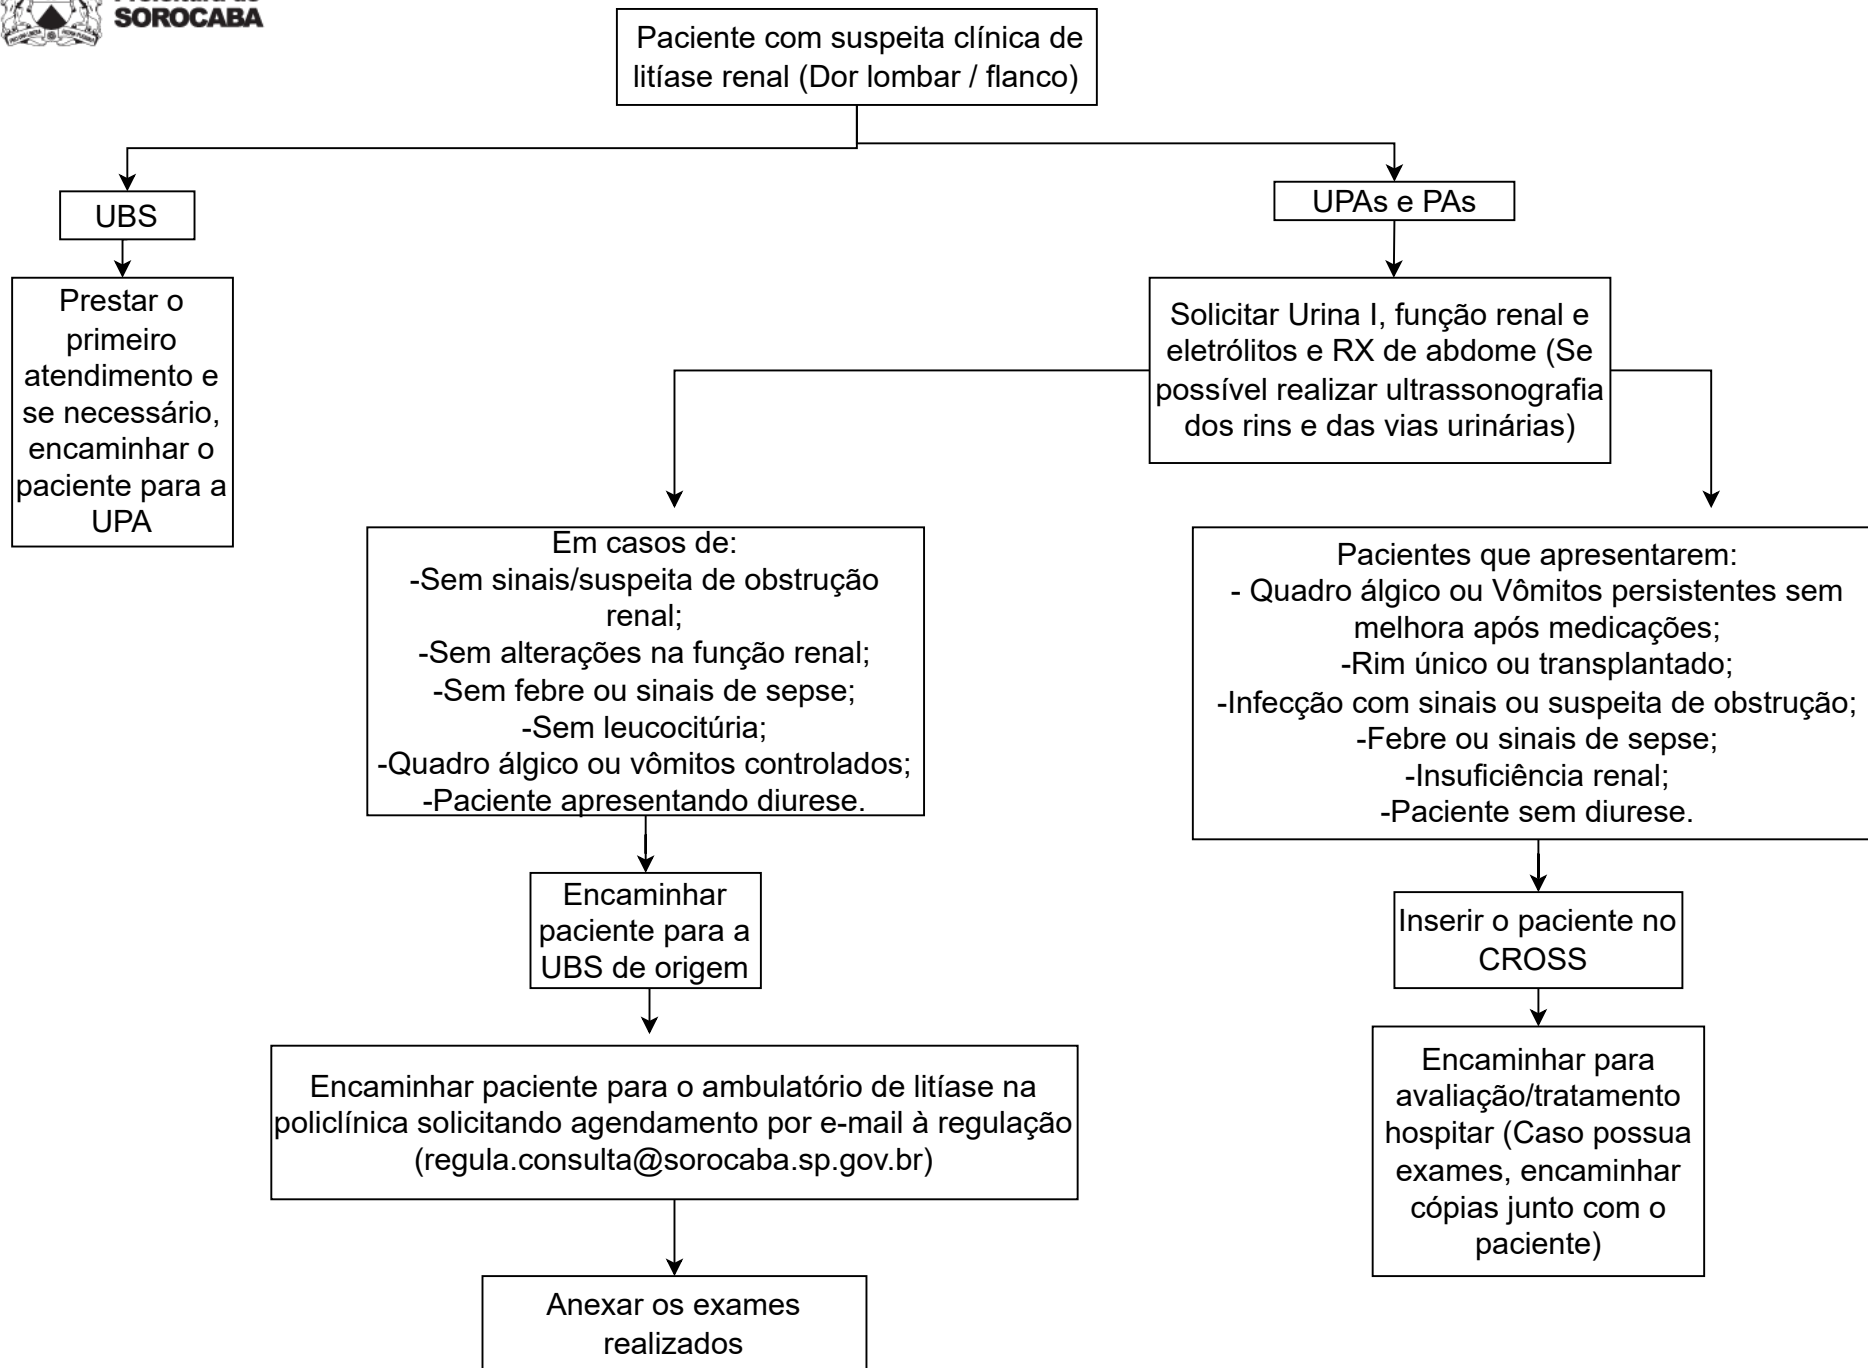 SOROCABA
Paciente com suspeita clínica de
litíase renal (Dor lombar / flanco)
UBS
UPAs e PAs
Prestar o
primeiro
atendimento e
se necessário,
encaminhar o
paciente para a
UPA
Solicitar Urina I, função renal e
eletrólitos e RX de abdome (Se
possível realizar ultrassonografia
dos rins e das vias urinárias)
Em casos de:
-Sem sinais/suspeita de obstrução
renal;
-Sem alterações na função renal;
-Sem febre ou sinais de sepse;
-Sem leucocitúria;
-Quadro álgico ou vômitos controlados;
-Paciente apresentando diurese.
Pacientes que apresentarem:
- Quadro álgico ou Vômitos persistentes sem
melhora após medicações;
-Rim único ou transplantado;
-Infecção com sinais ou suspeita de obstrução;
-Febre ou sinais de sepse;
-Insuficiência renal;
-Paciente sem diurese.
Encaminhar
paciente para a
UBS de origem
Inserir o paciente no
CROSS
Encaminhar paciente para o ambulatório de litíase na
policlínica solicitando agendamento por e-mail à regulação
(regula.consulta@sorocaba.sp.gov.br)
Encaminhar para
avaliação/tratamento
hospitar (Caso possua
exames, encaminhar
cópias junto com o
paciente)
Anexar os exames
realizados